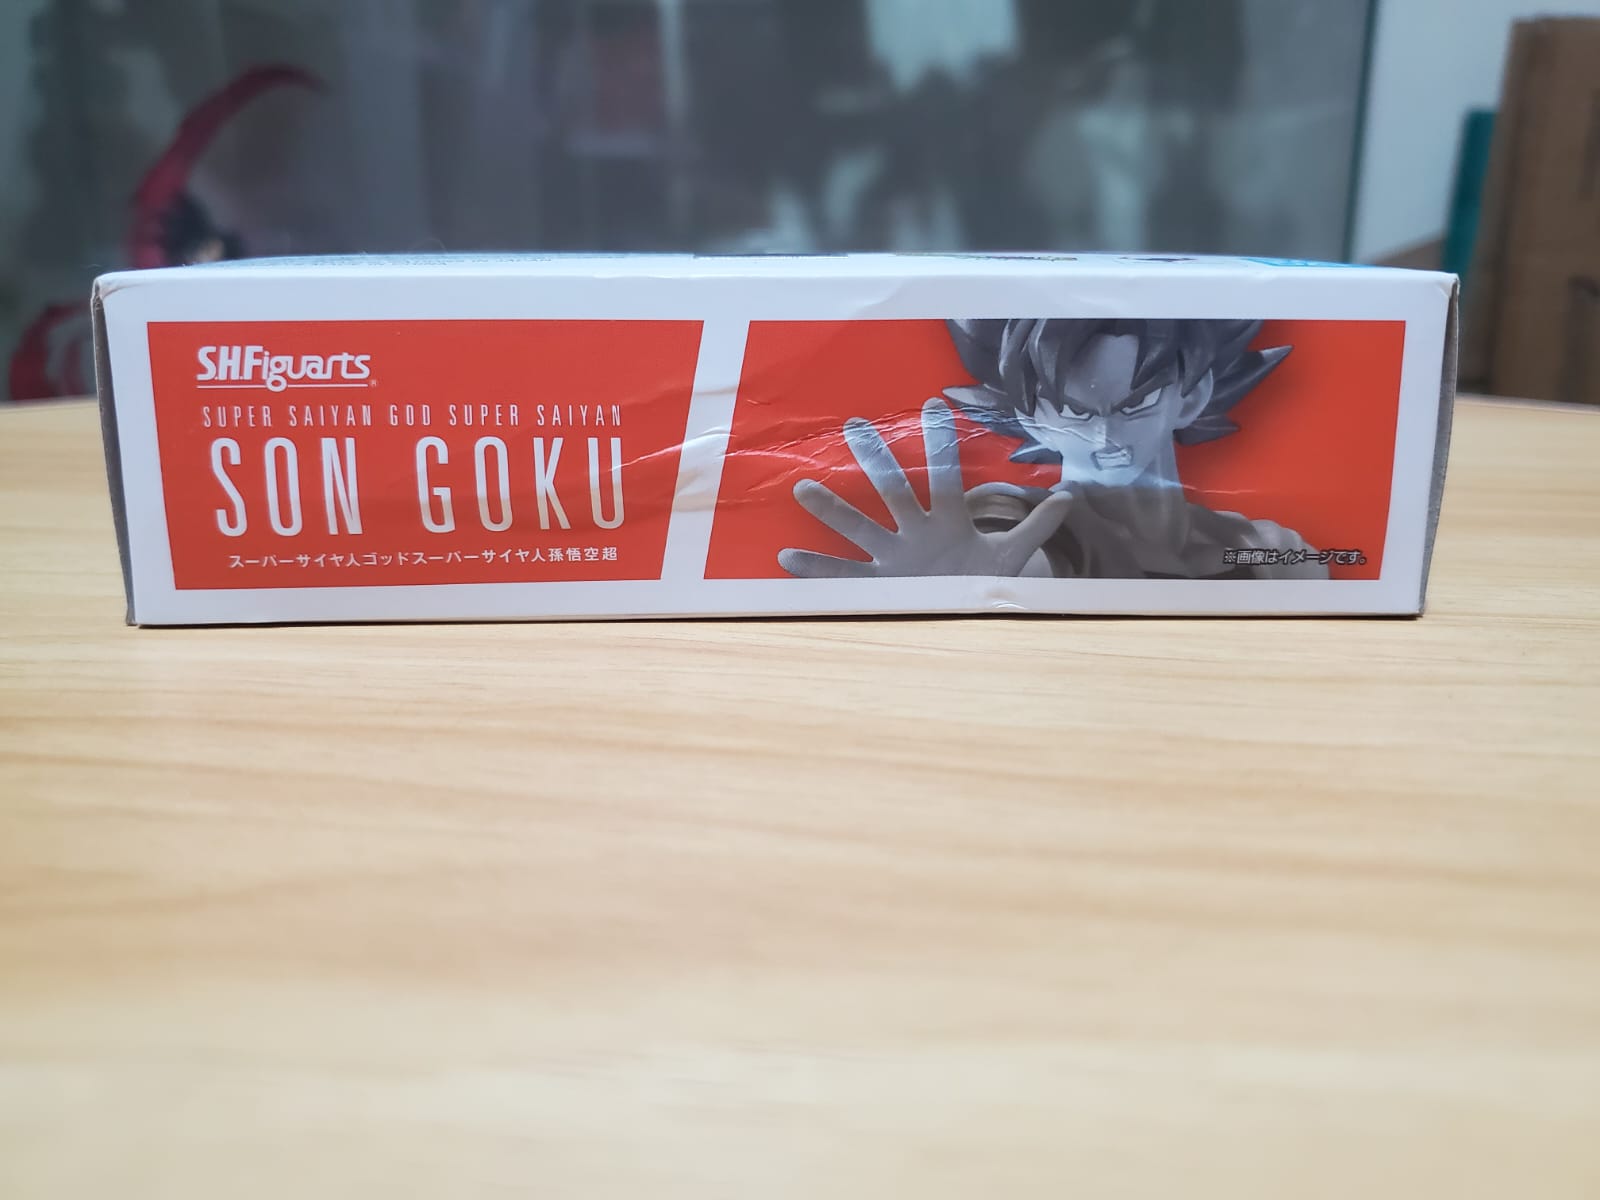 S.H.Figuarts®
SUPER SAIYAN GOD SUPER SAIYAN
SON GOKU
スーパーサイヤ人ゴッドスーパーサイヤ人孫悟空超
※画像はイメージです。